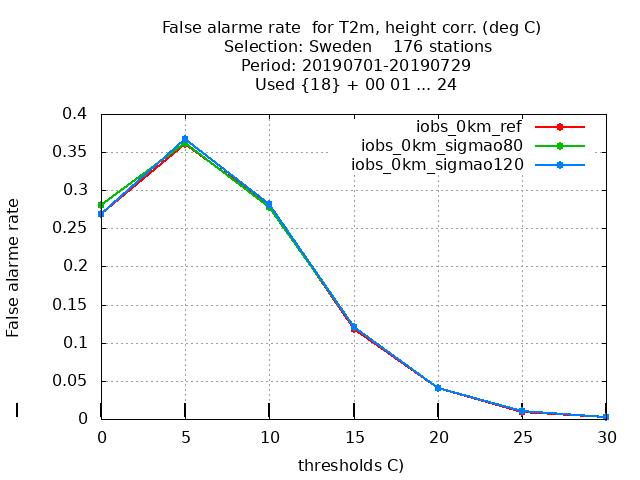 False alarme rate  for T2m, height corr. (deg C)
Selection: Sweden    176 stations
Period: 20190701-20190729
Used {18} + 00 01 ... 24
iobs_0km_ref
iobs_0km_sigmao80
iobs_0km_sigmao120
0.4
0.35
0.3
0.25
0.2
0.15
0.1
0.05
0
False alarme rate
0 5 10 15 20 25 30
thresholds C)